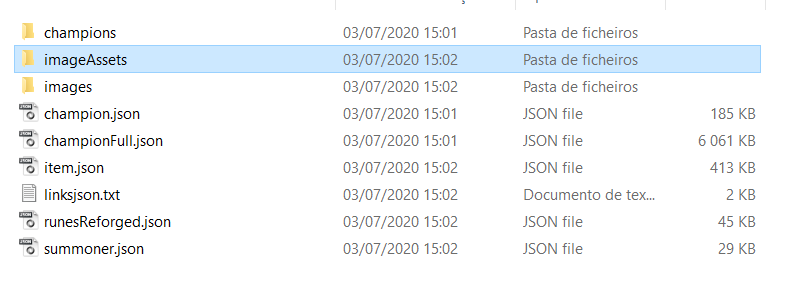 champions 03/07/2020 15:01 Pasta de ficheiros
imageAssets 03/07/2020 15:02 Pasta de ficheiros
images 03/07/2020 15:02 Pasta de ficheiros
champion.json 03/07/2020 15:01 JSON file 185 KB
championFull.json 03/07/2020 15:01 JSON file 6 061 KB
item.json 03/07/2020 15:02 JSON file 413 KB
linksjson.txt 03/07/2020 15:02 Documento de tex... 2 KB
runesReforged.json 03/07/2020 15:02 JSON file 45 KB
summoner.json 03/07/2020 15:02 JSON file 29 KB